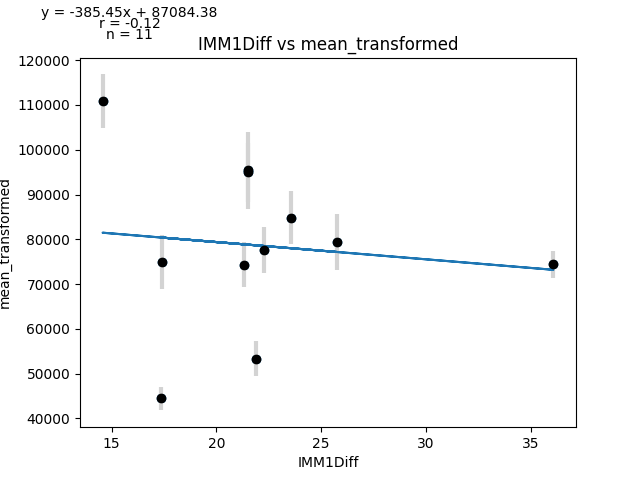 y = -385.45x + 87084.38
r = -0.12
n = 11
IMM1Diff vs mean_transformed
120000
110000
100000
90000
80000
70000
60000
50000
40000
mean_transformed
15 20 25 30 35
IMM1Diff